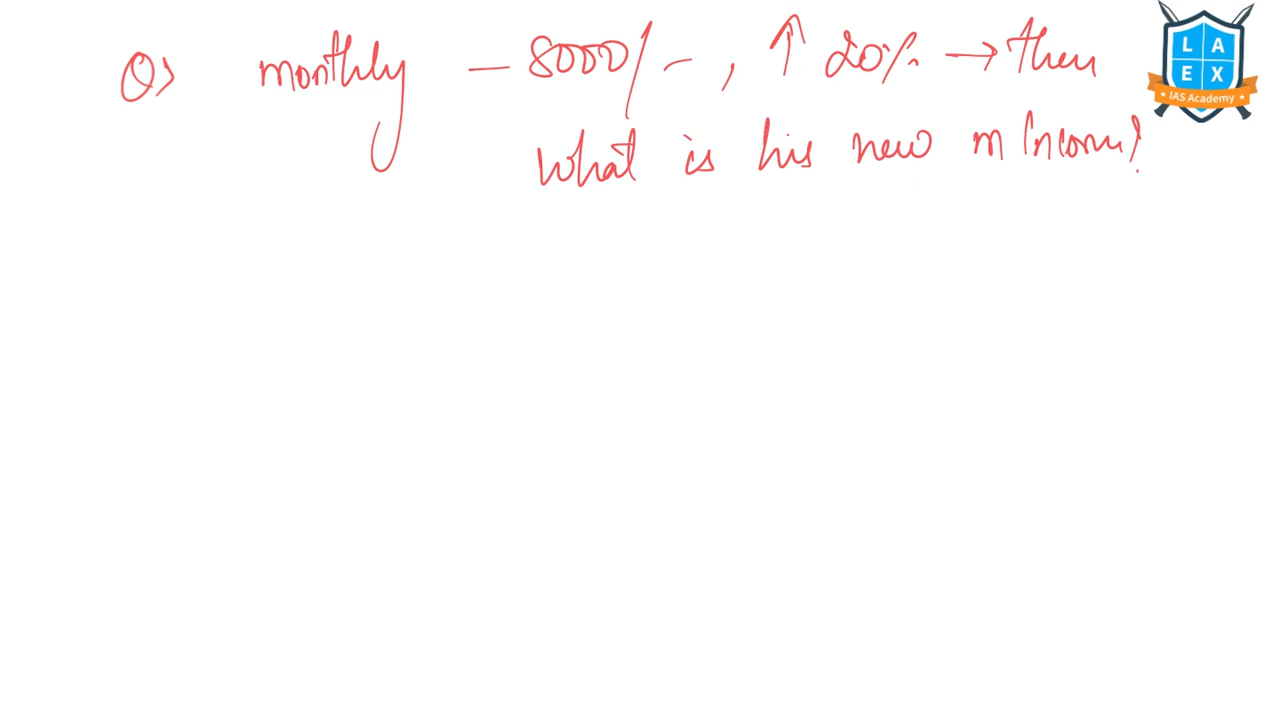 Q> monthly – 8000/- , ↑ 20% → then
what is his new m income?
L A
E X
IAS Academy